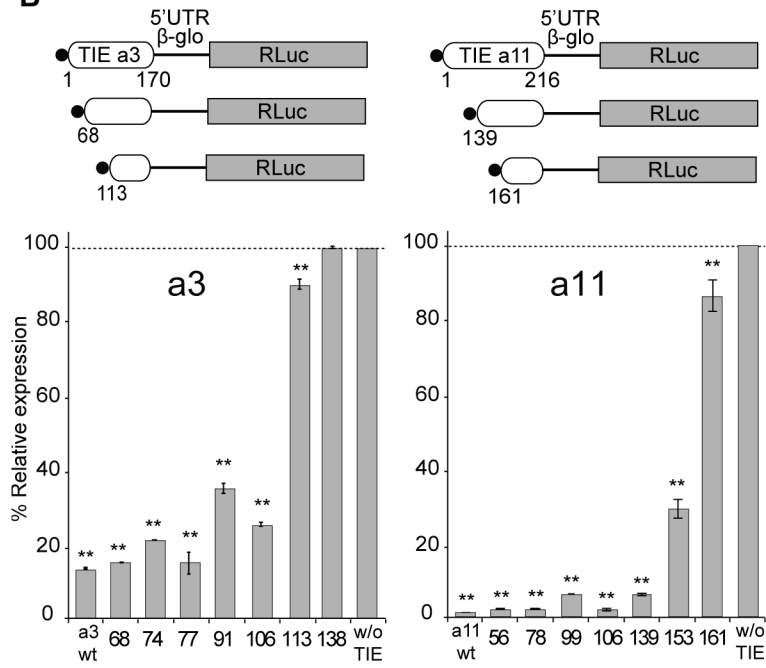 5’UTR
β-glo
TIE a3
RLuc
1
170
RLuc
68
RLuc
113
5’UTR
β-glo
TIE a11
RLuc
1
216
RLuc
139
RLuc
161
% Relative expression
100
80
60
40
20
0
a3
**
**
**
**
**
**
**
a3
wt
68
74
77
91
106
113
138
w/o
TIE
100
80
60
40
20
0
a11
**
**
**
**
**
**
**
**
a11
wt
56
78
99
106
139
153
161
w/o
TIE